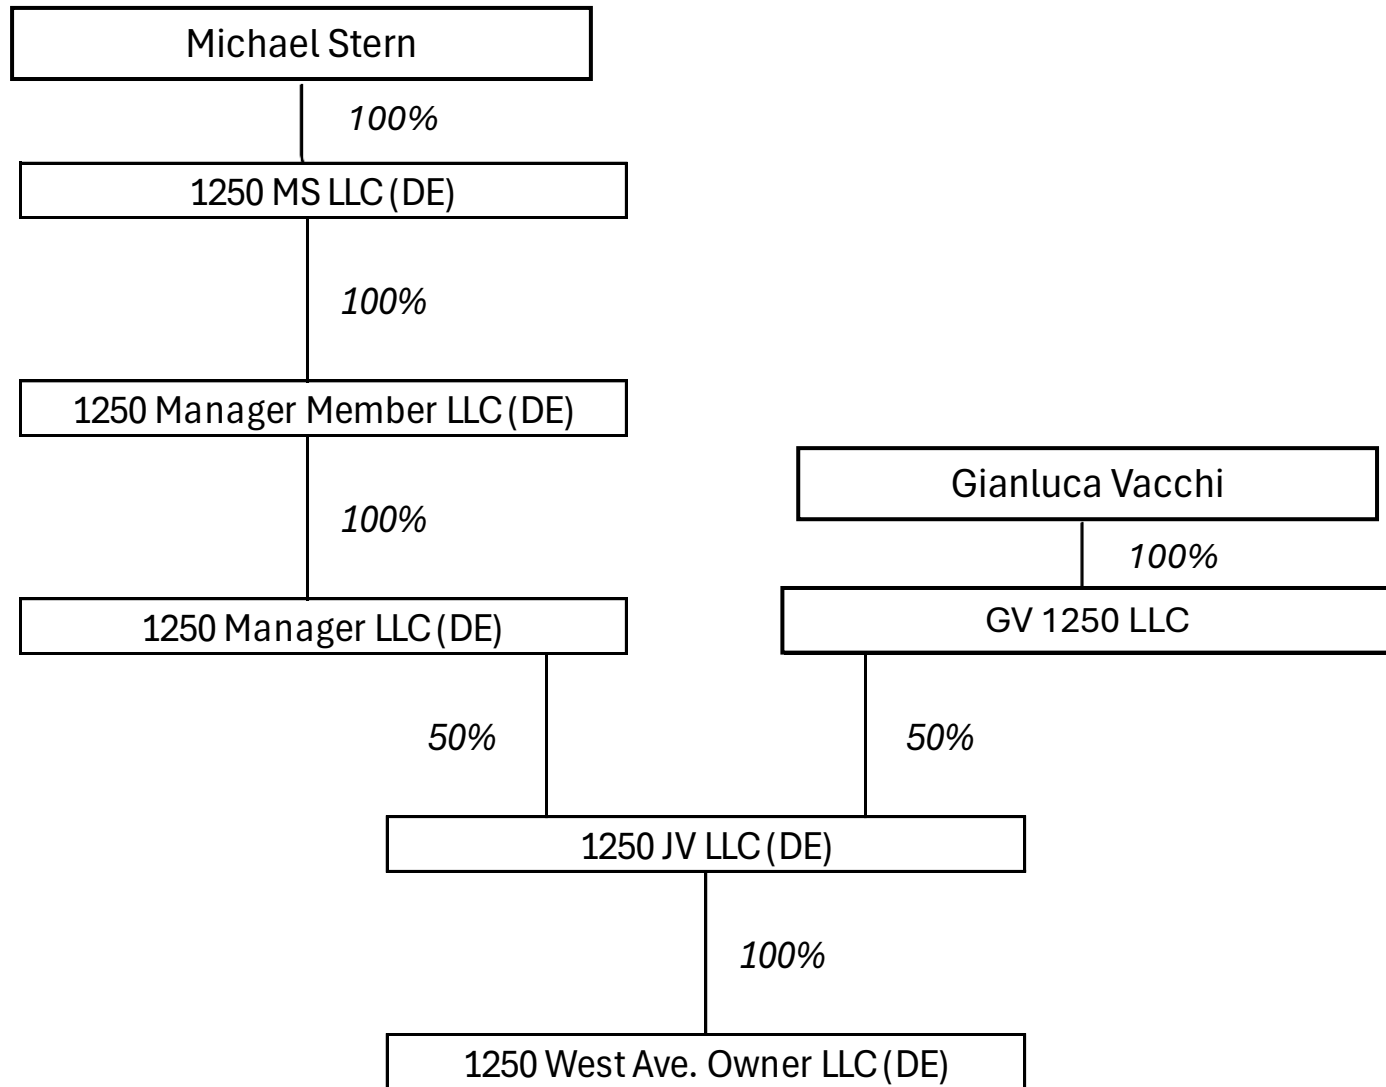 Michael Stern
100%
1250 MS LLC (DE)
100%
1250 Manager Member LLC (DE)
Gianluca Vacchi
100%
100%
1250 Manager LLC (DE)
GV 1250 LLC
50%
50%
1250 JV LLC (DE)
100%
1250 West Ave. Owner LLC (DE)